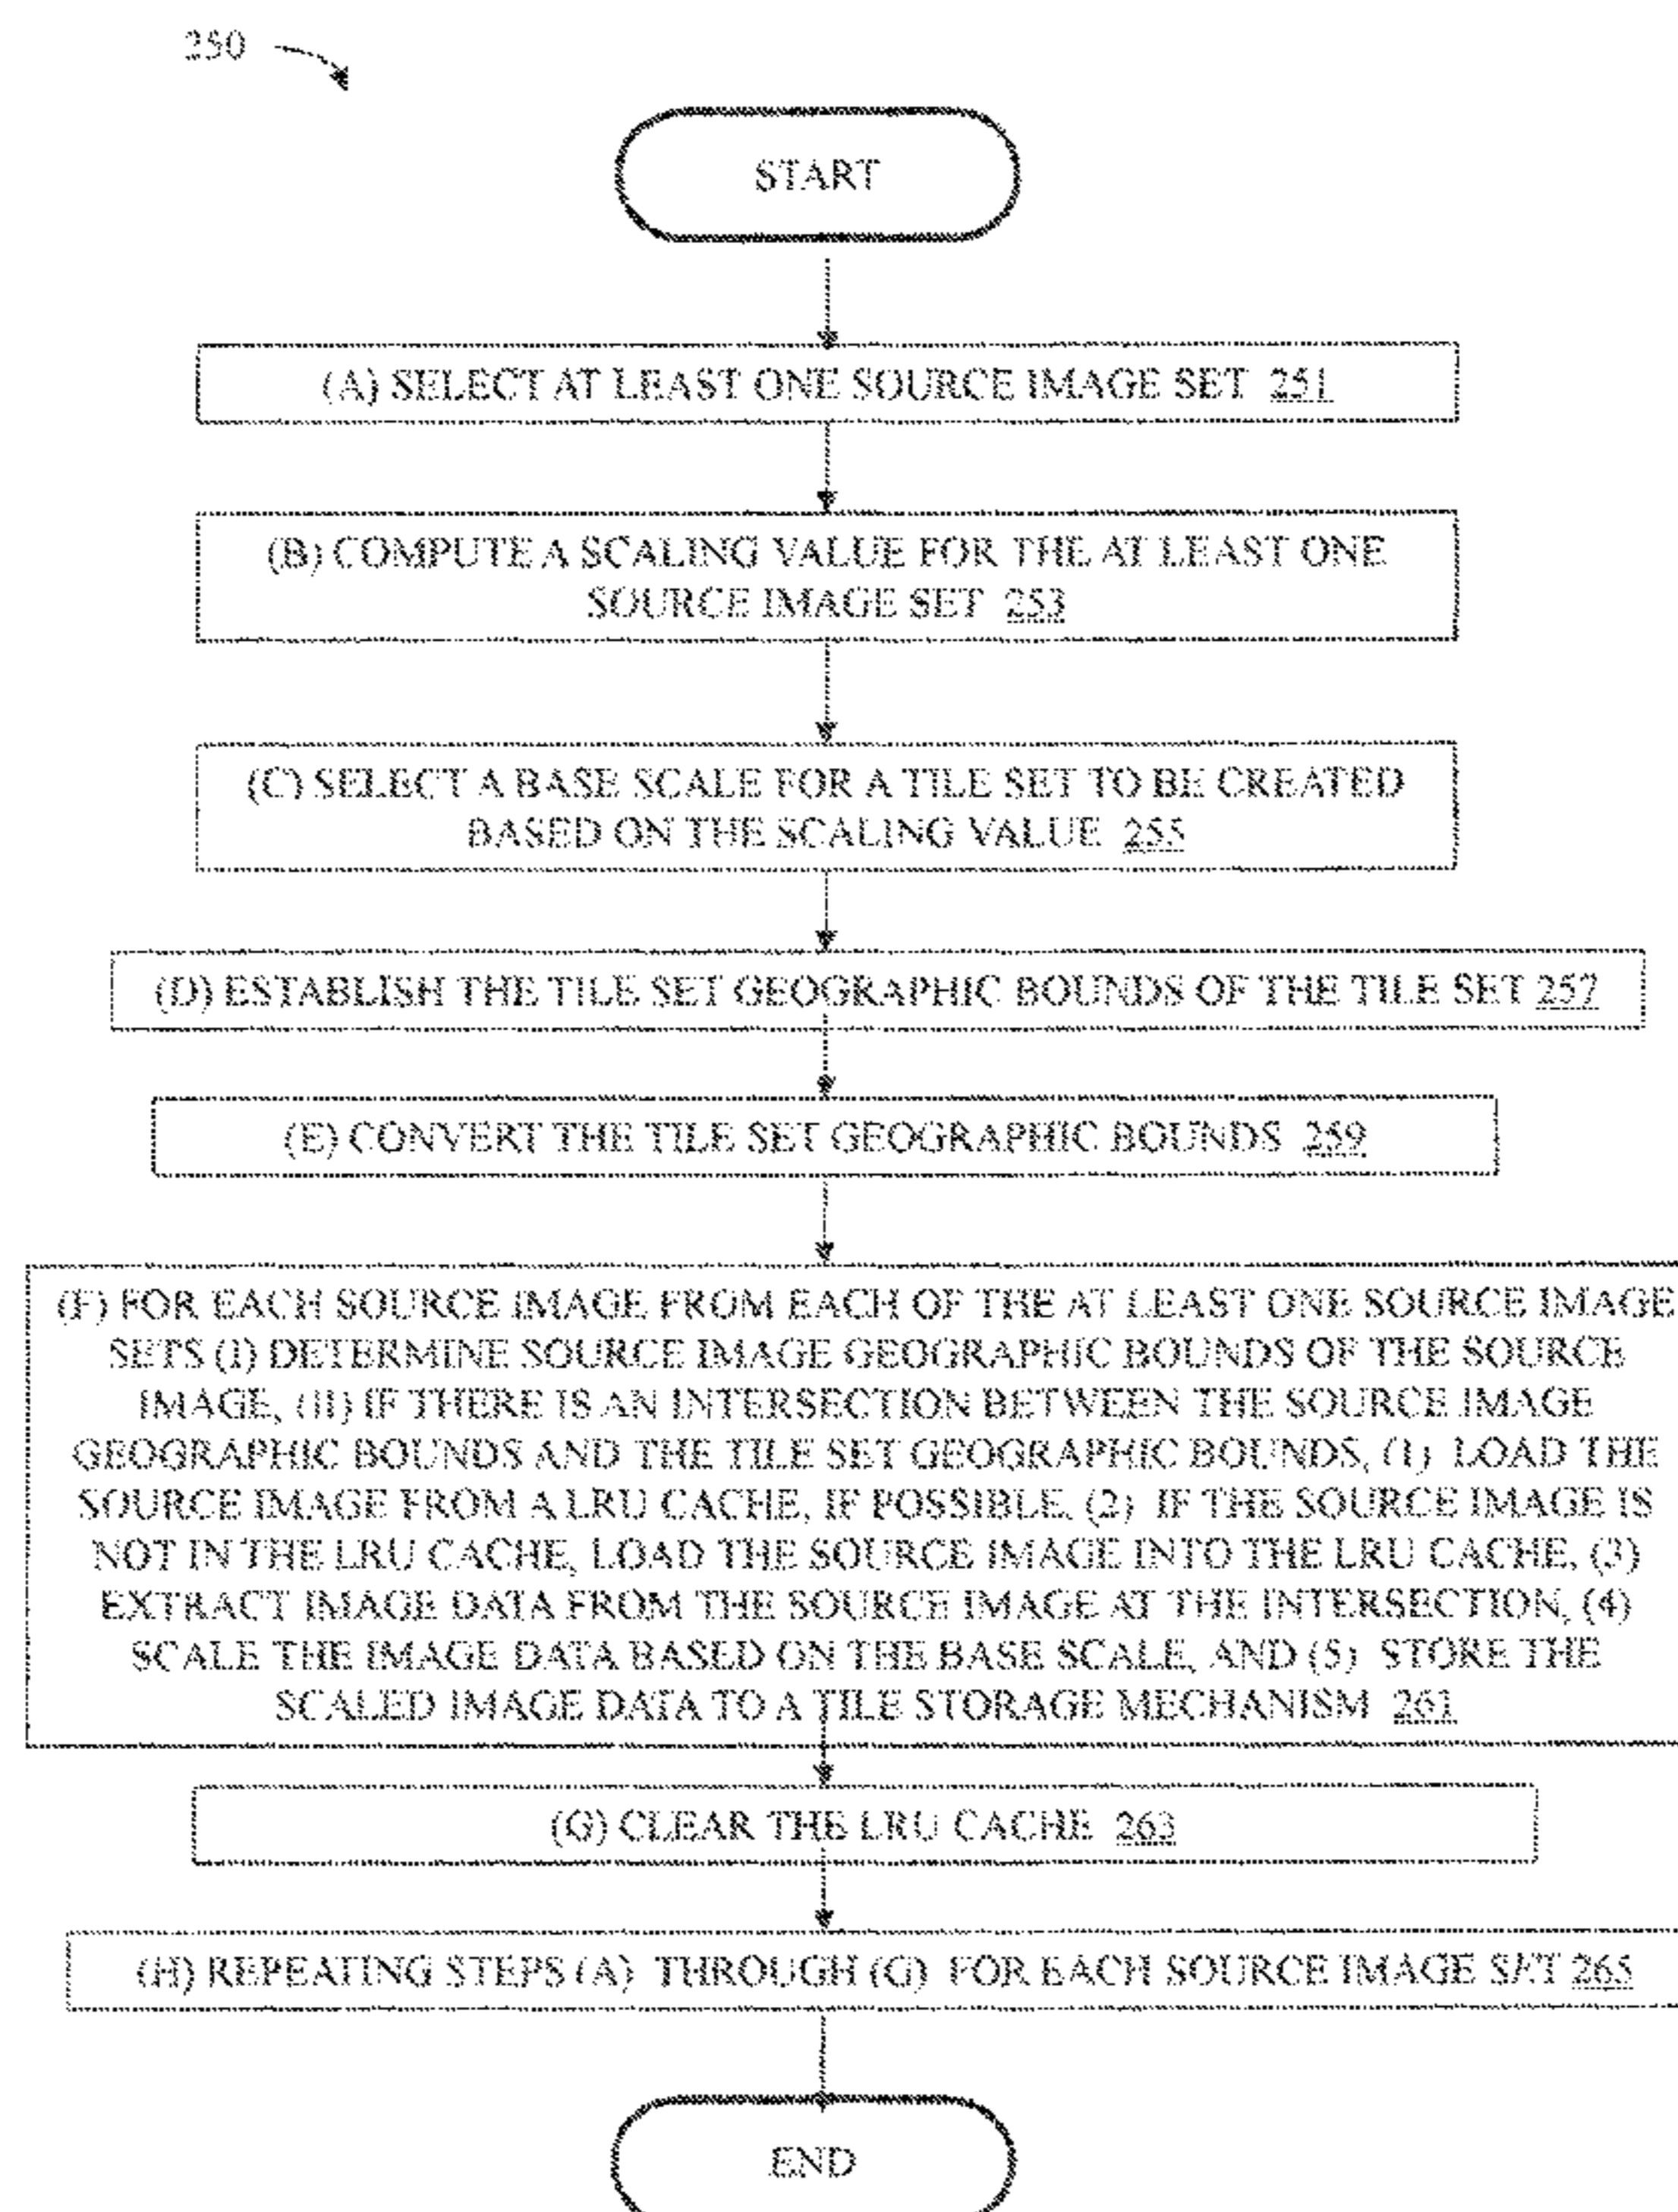 250
START
(A) SELECT AT LEAST ONE SOURCE IMAGE SET 251
(B) COMPUTE A SCALING VALUE FOR THE AT LEAST ONE
SOURCE IMAGE SET 253
(C) SELECT A BASE SCALE FOR A TILE SET TO BE CREATED
BASED ON THE SCALING VALUE 255
(D) ESTABLISH THE TILE SET GEOGRAPHIC BOUNDS OF THE TILE SET 257
(E) CONVERT THE TILE SET GEOGRAPHIC BOUNDS 259
(F) FOR EACH SOURCE IMAGE FROM EACH OF THE AT LEAST ONE SOURCE IMAGE
SETS (I) DETERMINE SOURCE IMAGE GEOGRAPHIC BOUNDS OF THE SOURCE
IMAGE, (II) IF THERE IS AN INTERSECTION BETWEEN THE SOURCE IMAGE
GEOGRAPHIC BOUNDS AND THE TILE SET GEOGRAPHIC BOUNDS, (1) LOAD THE
SOURCE IMAGE FROM A LRU CACHE, IF POSSIBLE, (2) IF THE SOURCE IMAGE IS
NOT IN THE LRU CACHE, LOAD THE SOURCE IMAGE INTO THE LRU CACHE, (3)
EXTRACT IMAGE DATA FROM THE SOURCE IMAGE AT THE INTERSECTION, (4)
SCALE THE IMAGE DATA BASED ON THE BASE SCALE, AND (5) STORE THE
SCALED IMAGE DATA TO A TILE STORAGE MECHANISM 261
(G) CLEAR THE LRU CACHE 263
(H) REPEATING STEPS (A) THROUGH (G) FOR EACH SOURCE IMAGE SET 265
END